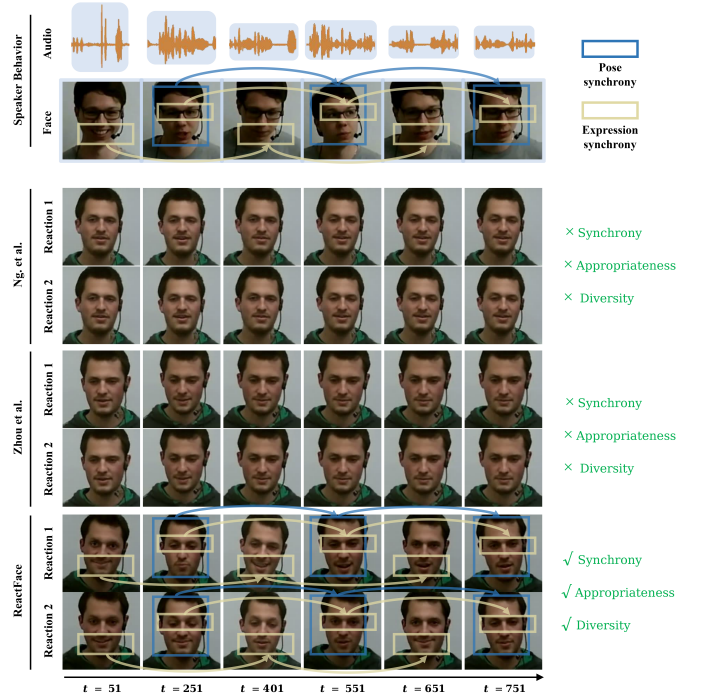 Speaker Behavior
Audio
Face
Pose
synchrony
Expression
synchrony
Ng. et al.
Reaction 1
Reaction 2
× Synchrony
× Appropriateness
× Diversity
Zhou et al.
Reaction 1
Reaction 2
× Synchrony
× Appropriateness
× Diversity
ReactFace
Reaction 1
Reaction 2
√ Synchrony
√ Appropriateness
√ Diversity
t = 51 t = 251 t = 401 t = 551 t = 651 t = 751